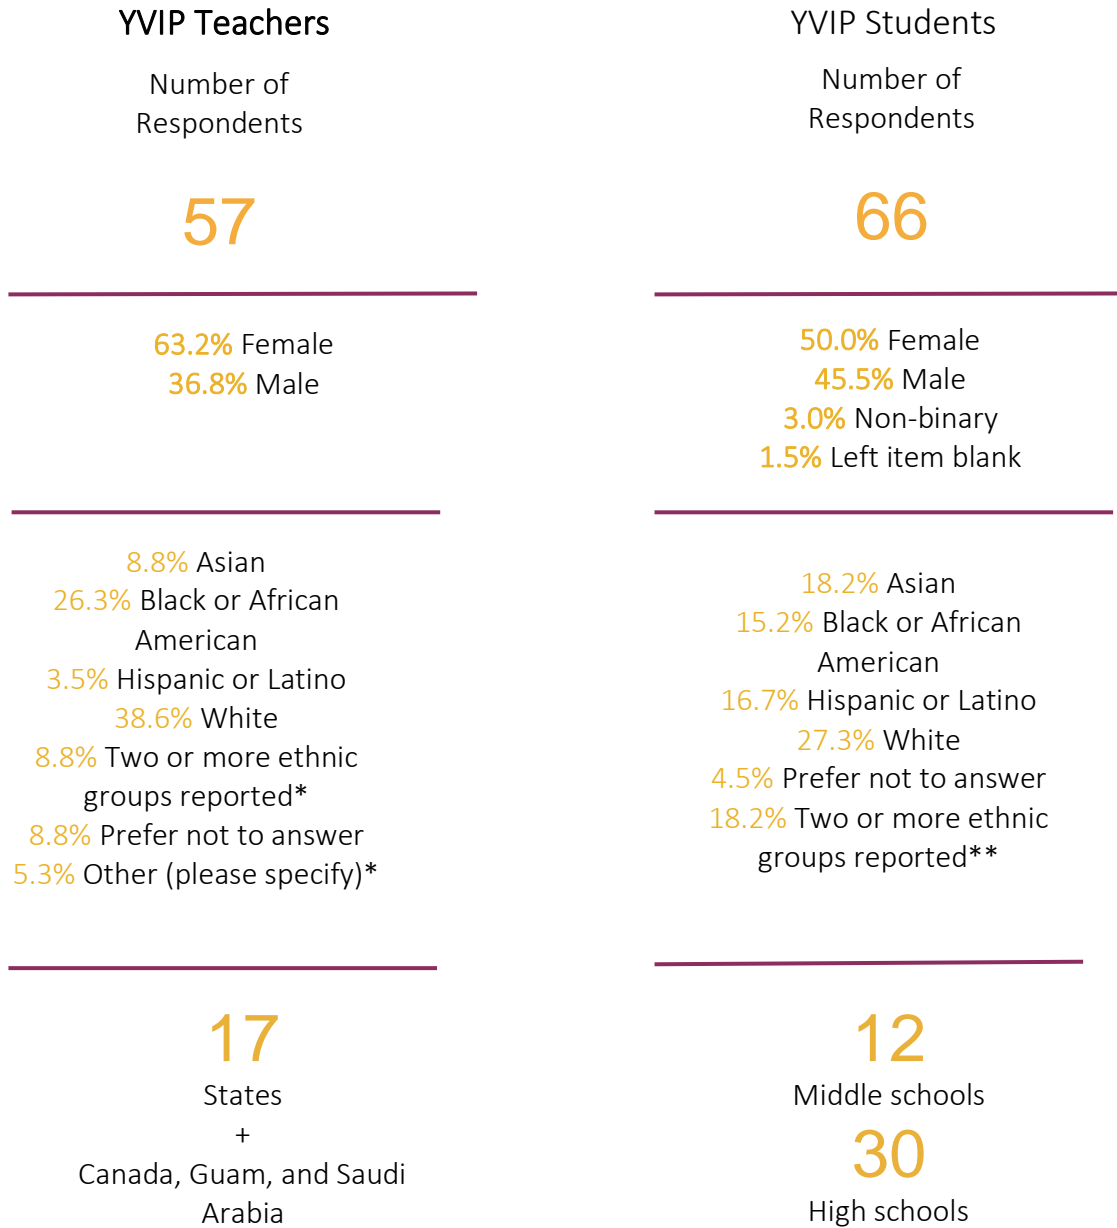 YVIP Teachers
Number of
Respondents
57
63.2% Female
36.8% Male
8.8% Asian
26.3% Black or African
American
3.5% Hispanic or Latino
38.6% White
8.8% Two or more ethnic
groups reported*
8.8% Prefer not to answer
5.3% Other (please specify)*
17
States
+
Canada, Guam, and Saudi
Arabia
YVIP Students
Number of
Respondents
66
50.0% Female
45.5% Male
3.0% Non-binary
1.5% Left item blank
18.2% Asian
15.2% Black or African
American
16.7% Hispanic or Latino
27.3% White
4.5% Prefer not to answer
18.2% Two or more ethnic
groups reported**
12
Middle schools
30
High schools